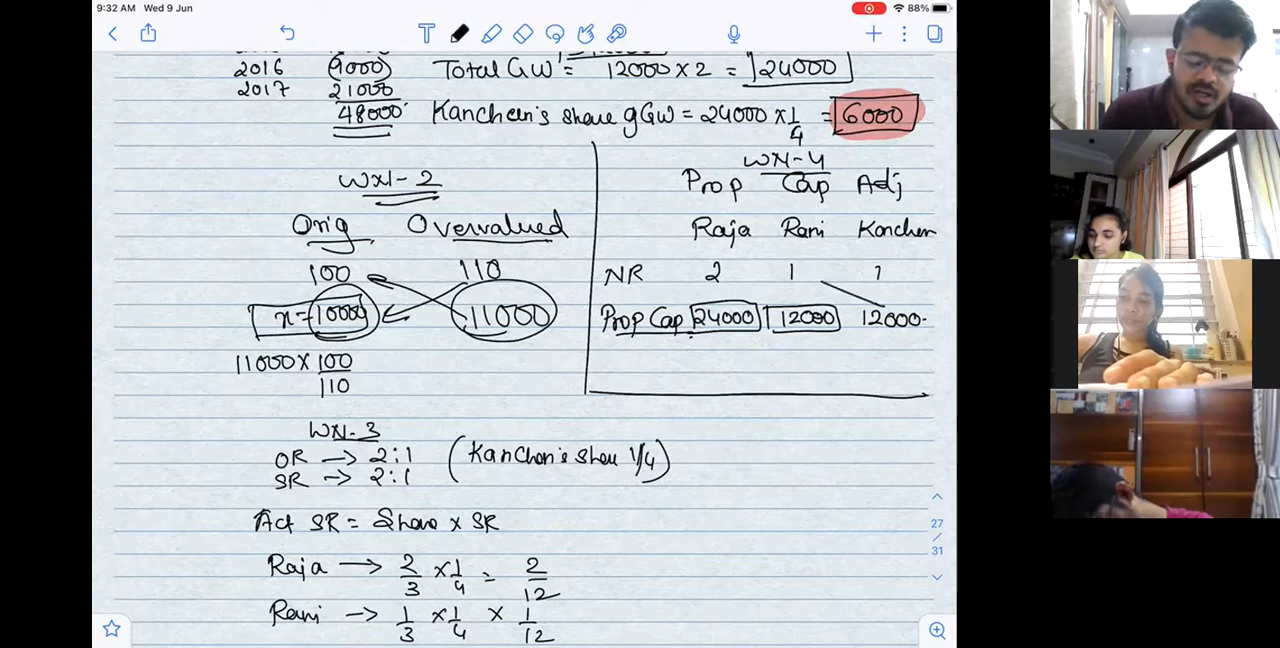 9:32 AM Wed 9 Jun
88%
2016 (9000) Total GW = 12000 × 2 = 24000
2017 21000
48000 Kanchen's share g GW = 24000 × 1/4 = 6000
WN-2
Orig Overvalued
100 110
x = 10000 11000
11000 × 100/110
WN-4
Prop Cap Adj
Raja Rani Kanchen
NR 2 1 1
Prop Cap 24000 12000 12000
WN-3
OR → 2:1 (Kanchen's share 1/4)
SR → 2:1
Act SR = Share × SR
Raja → 2/3 × 1/4 = 2/12
Rani → 1/3 × 1/4 × 1/12
27
/
31